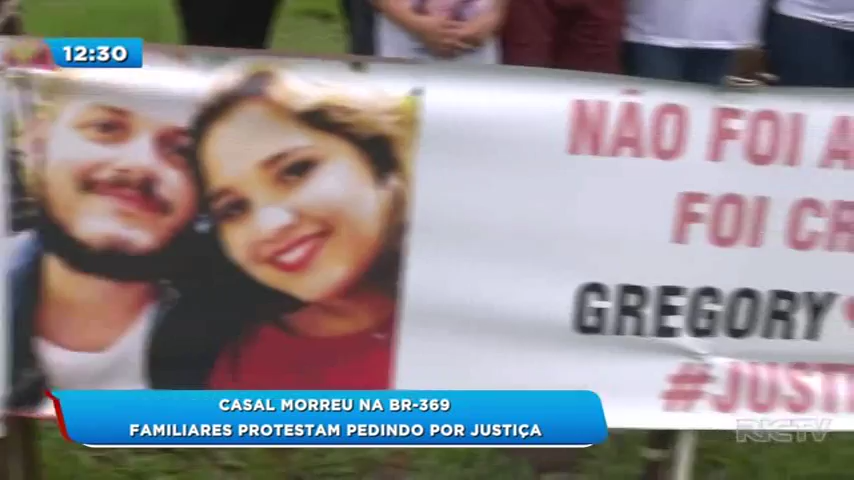 12:30
NÃO FOI A
FOI CR
GREGORY
#JUST
CASAL MORREU NA BR-369
FAMILIARES PROTESTAM PEDINDO POR JUSTIÇA
RICTV